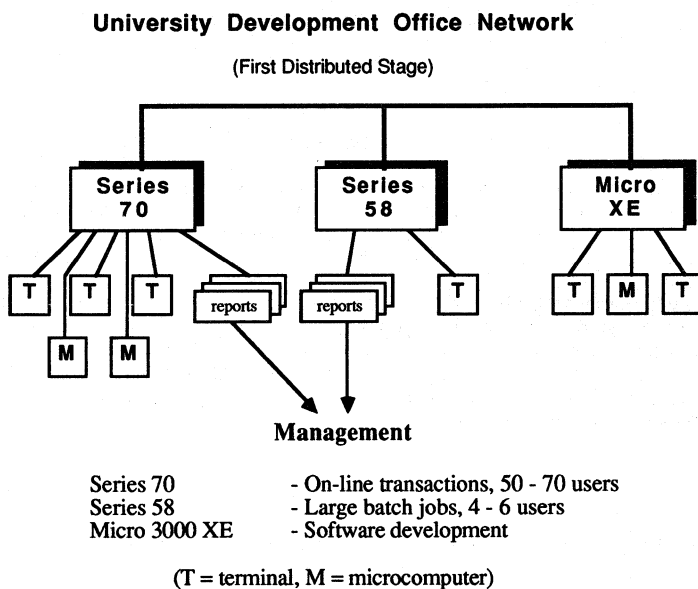 University Development Office Network
(First Distributed Stage)
Series
70
Series
58
Micro
XE
T
T
T
reports
reports
T
T
M
T
M
M
Management
Series 70 - On-line transactions, 50 - 70 users
Series 58 - Large batch jobs, 4 - 6 users
Micro 3000 XE - Software development
(T = terminal, M = microcomputer)